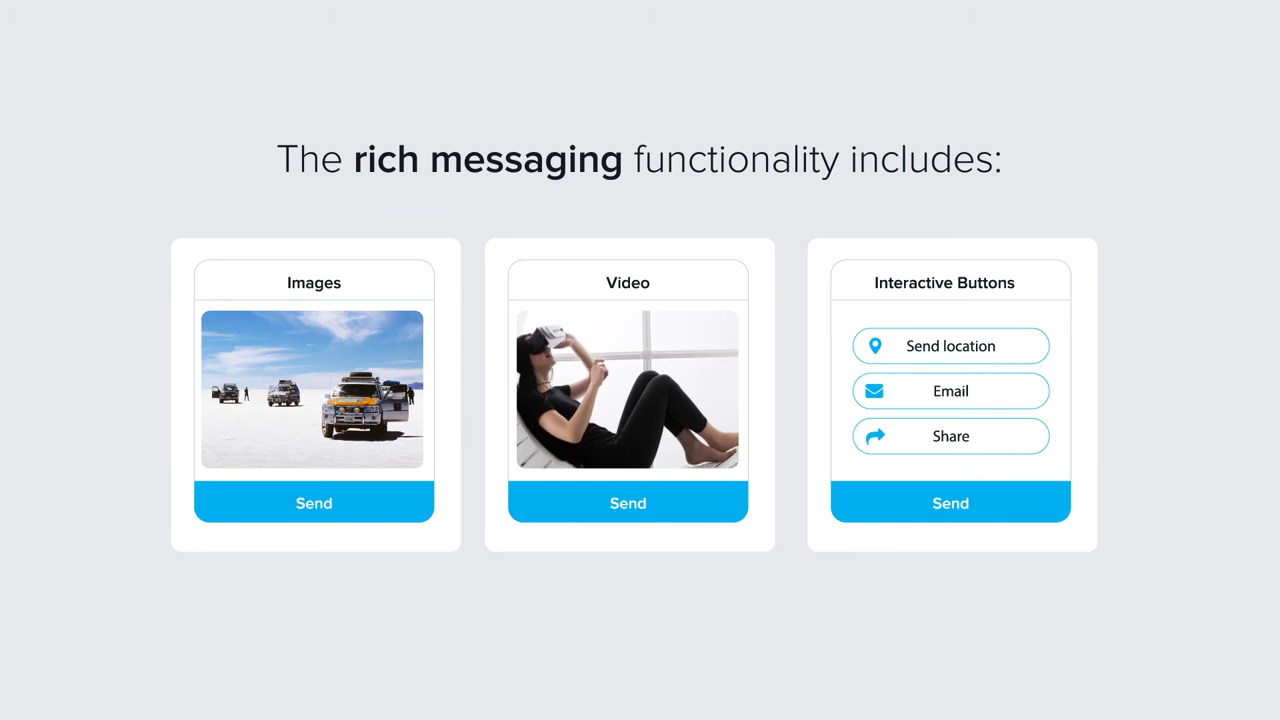 The rich messaging functionality includes:
Images
Send
Video
Send
Interactive Buttons
Send location
Email
Share
Send